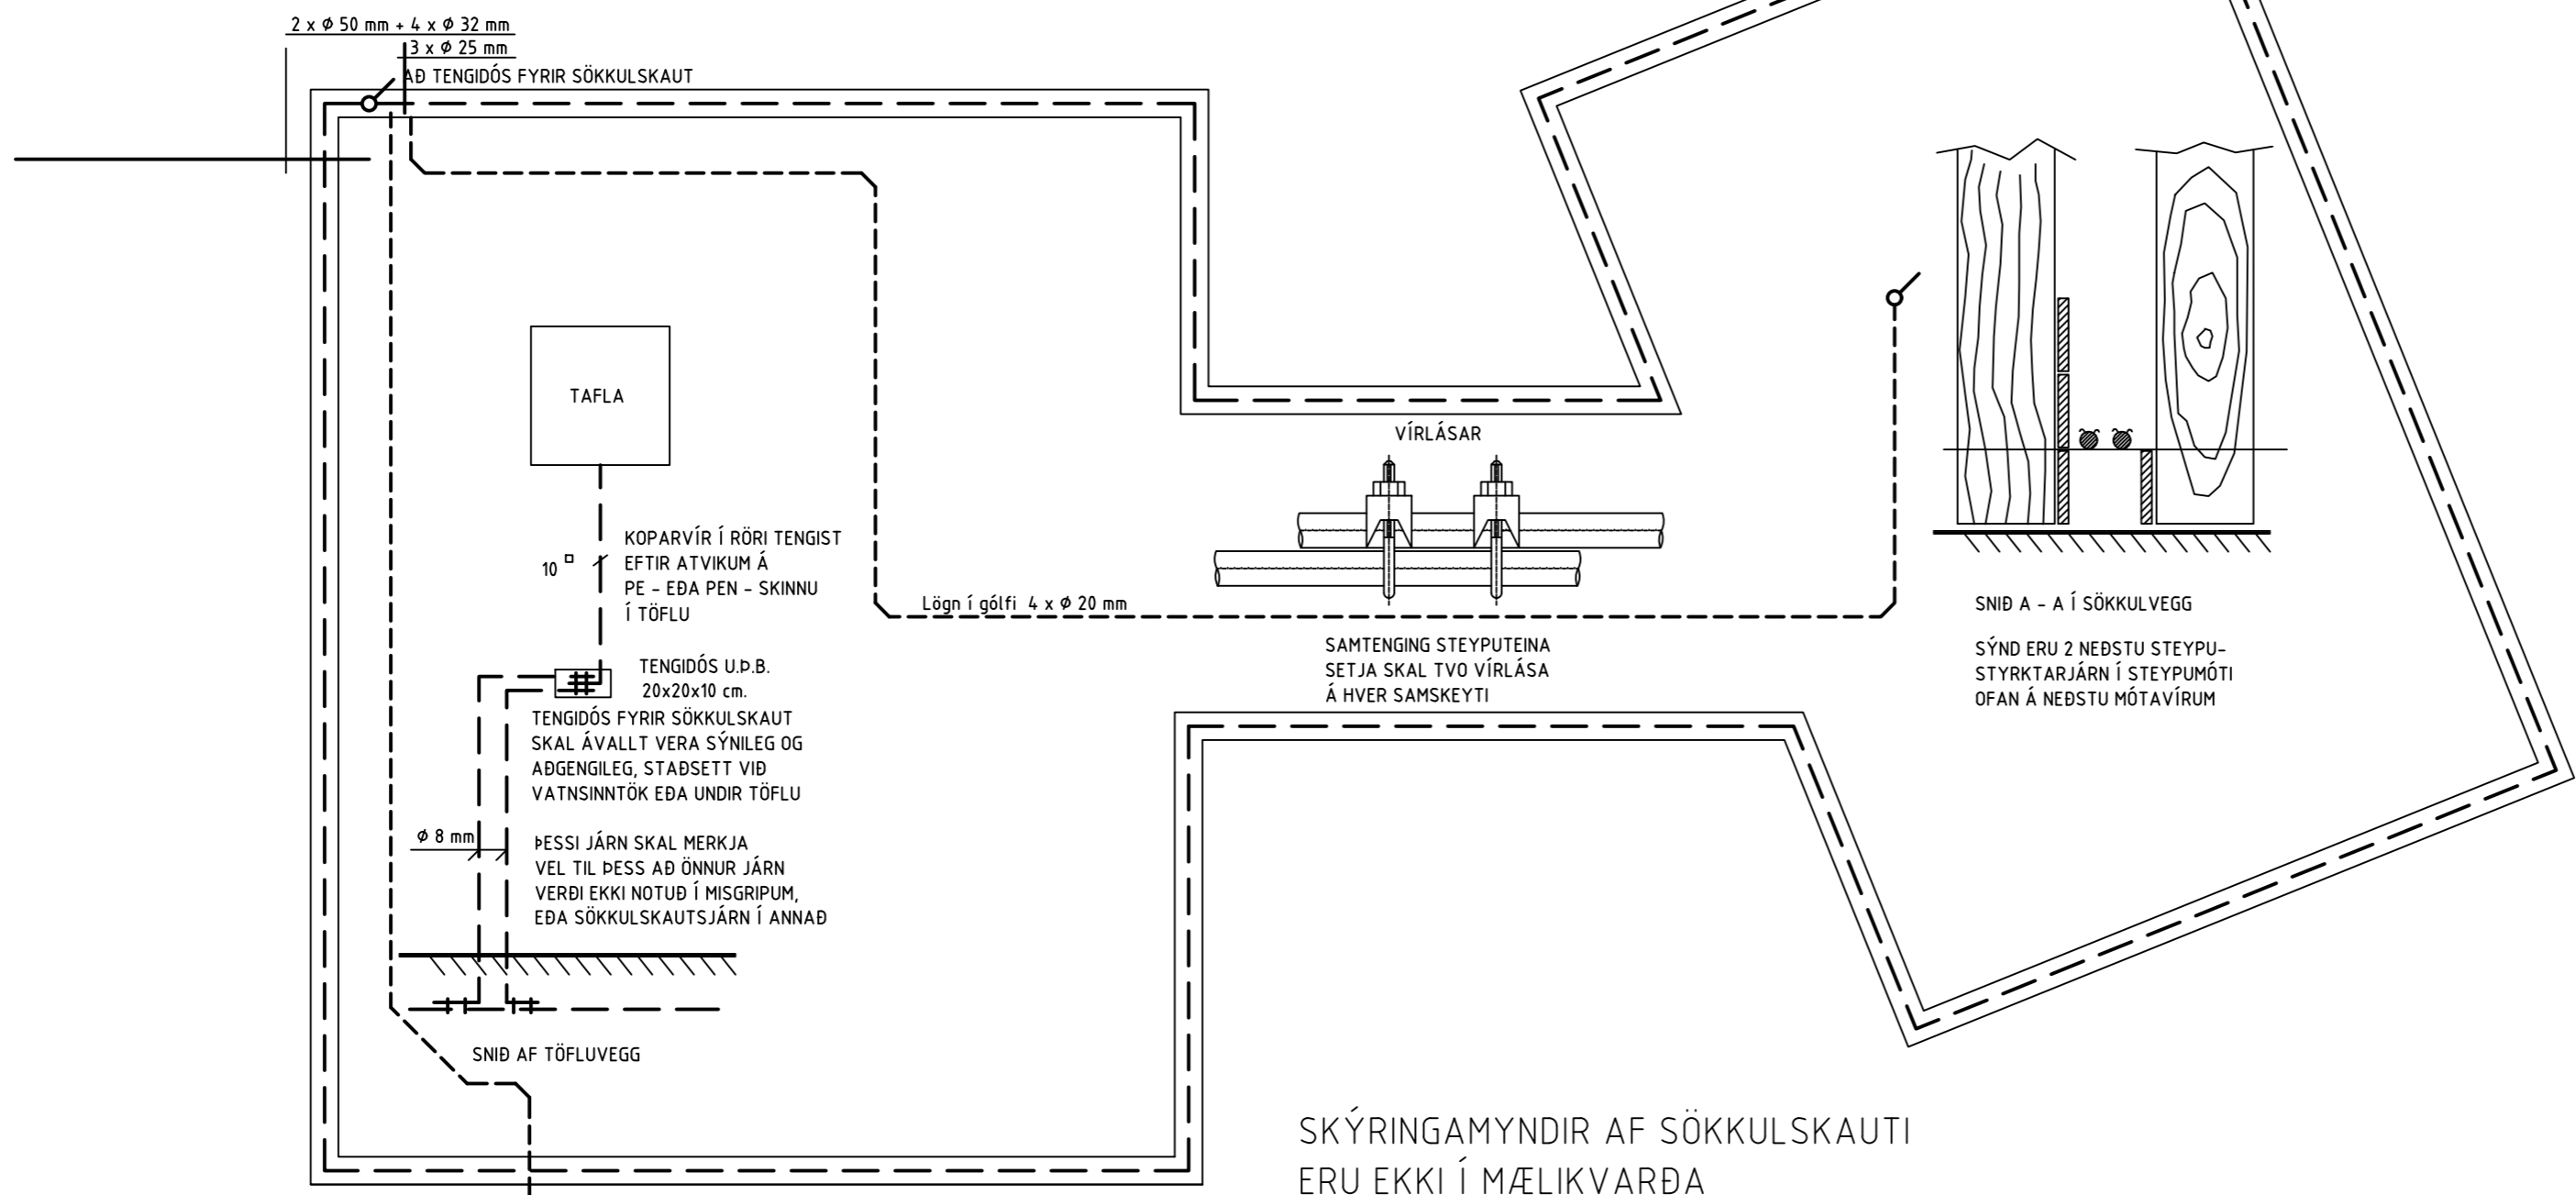 2 x Ø 50 mm + 4 x Ø 32 mm
3 x Ø 25 mm
AÐ TENGIDÓS FYRIR SÖKKULSKAUT
TAFLA
10 □
KOPARVÍR Í RÖRI TENGIST
EFTIR ATVIKUM Á
PE - EÐA PEN - SKINNU
Í TÖFLU
TENGIDÓS U.Þ.B.
20x20x10 cm.
TENGIDÓS FYRIR SÖKKULSKAUT
SKAL ÁVALLT VERA SÝNILEG OG
AÐGENGILEG, STAÐSETT VIÐ
VATNSINNTÖK EÐA UNDIR TÖFLU
Ø 8 mm
ÞESSI JÁRN SKAL MERKJA
VEL TIL ÞESS AÐ ÖNNUR JÁRN
VERÐI EKKI NOTUÐ Í MISGRIPUM,
EÐA SÖKKULSKAUTSJÁRN Í ANNAÐ
SNIÐ AF TÖFLUVEGG
VÍRLÁSAR
Lögn í gólfi 4 x Ø 20 mm
SAMTENGING STEYPUTEINA
SETJA SKAL TVO VÍRLÁSA
Á HVER SAMSKEYTI
SNIÐ A - A Í SÖKKULVEGG
SÝND ERU 2 NEÐSTU STEYPU-
STYRKTARJÁRN Í STEYPUMÓTI
OFAN Á NEÐSTU MÓTAVÍRUM
SKÝRINGAMYNDIR AF SÖKKULSKAUTI
ERU EKKI Í MÆLIKVARÐA